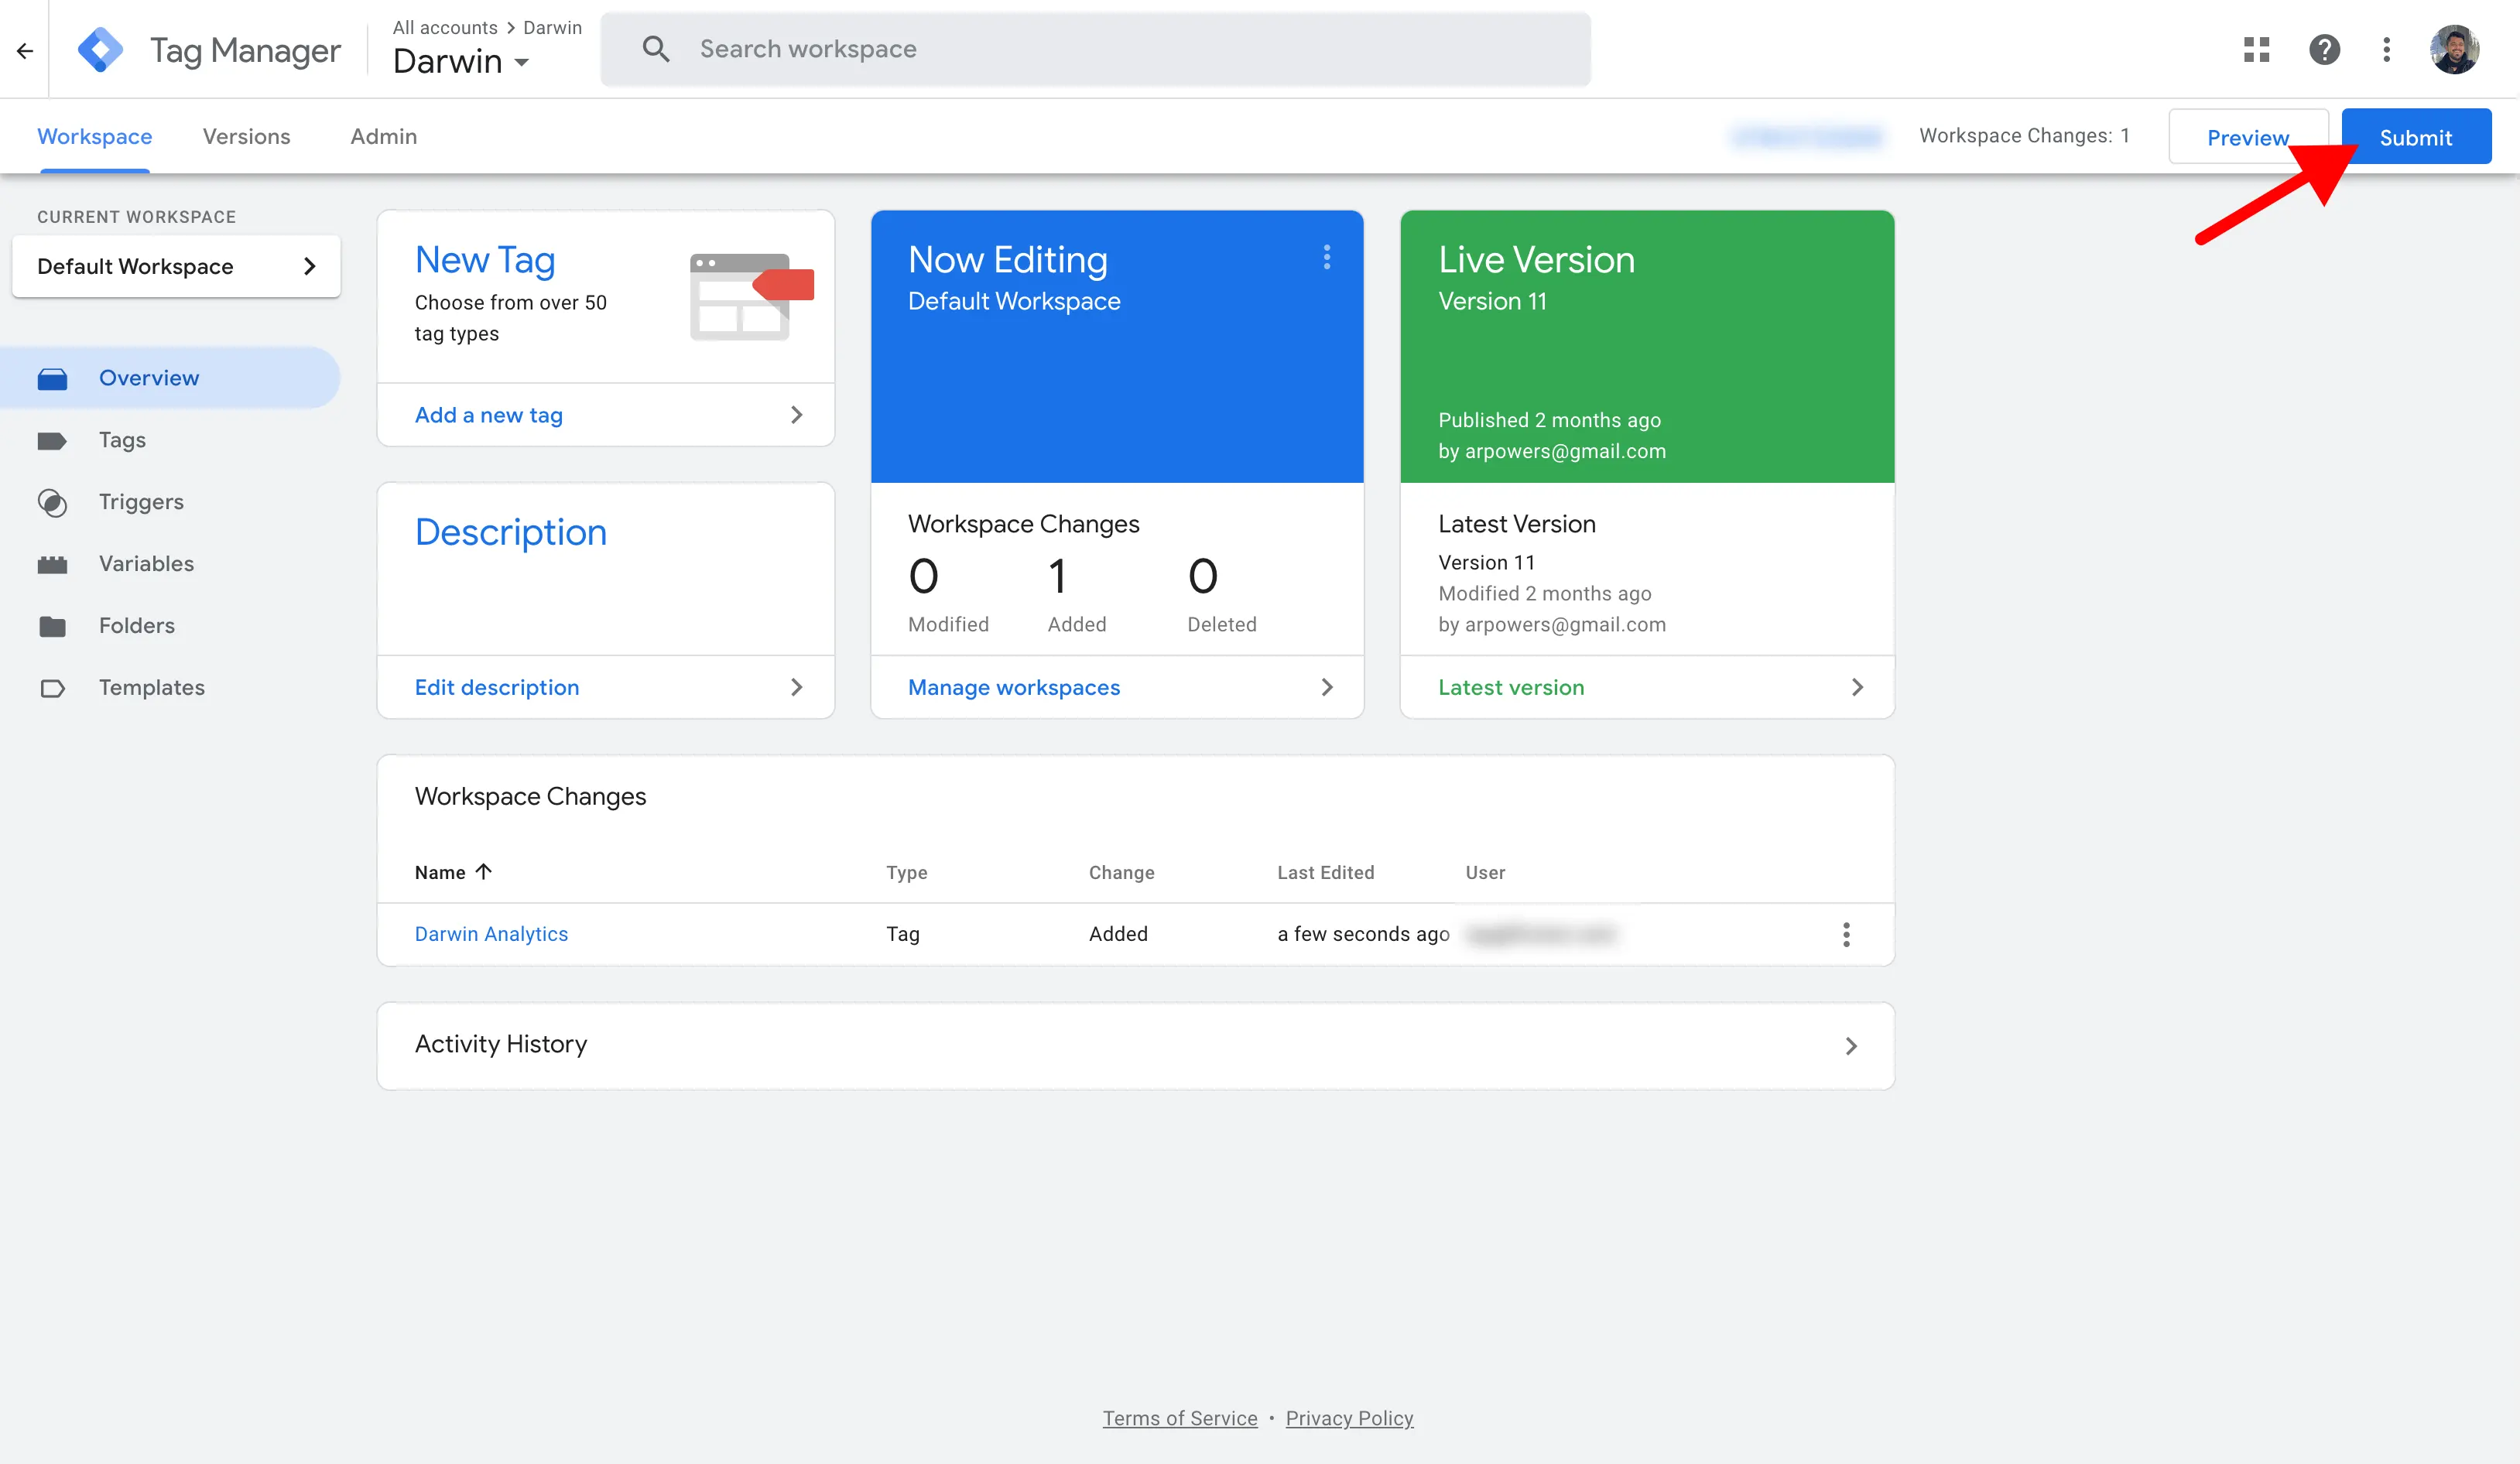 All accounts > Darwin
Tag Manager
Darwin
Search workspace
Workspace
Versions
Admin
Workspace Changes: 1
Preview
Submit
CURRENT WORKSPACE
Default Workspace
Overview
Tags
Triggers
Variables
Folders
Templates
New Tag
Choose from over 50
tag types
Add a new tag
Description
Edit description
Now Editing
Default Workspace
Workspace Changes
0 1 0
Modified Added Deleted
Manage workspaces
Live Version
Version 11
Published 2 months ago
by arpowers@gmail.com
Latest Version
Version 11
Modified 2 months ago
by arpowers@gmail.com
Latest version
Workspace Changes
Name Type Change Last Edited User
Darwin Analytics Tag Added a few seconds ago
Activity History
Terms of Service • Privacy Policy